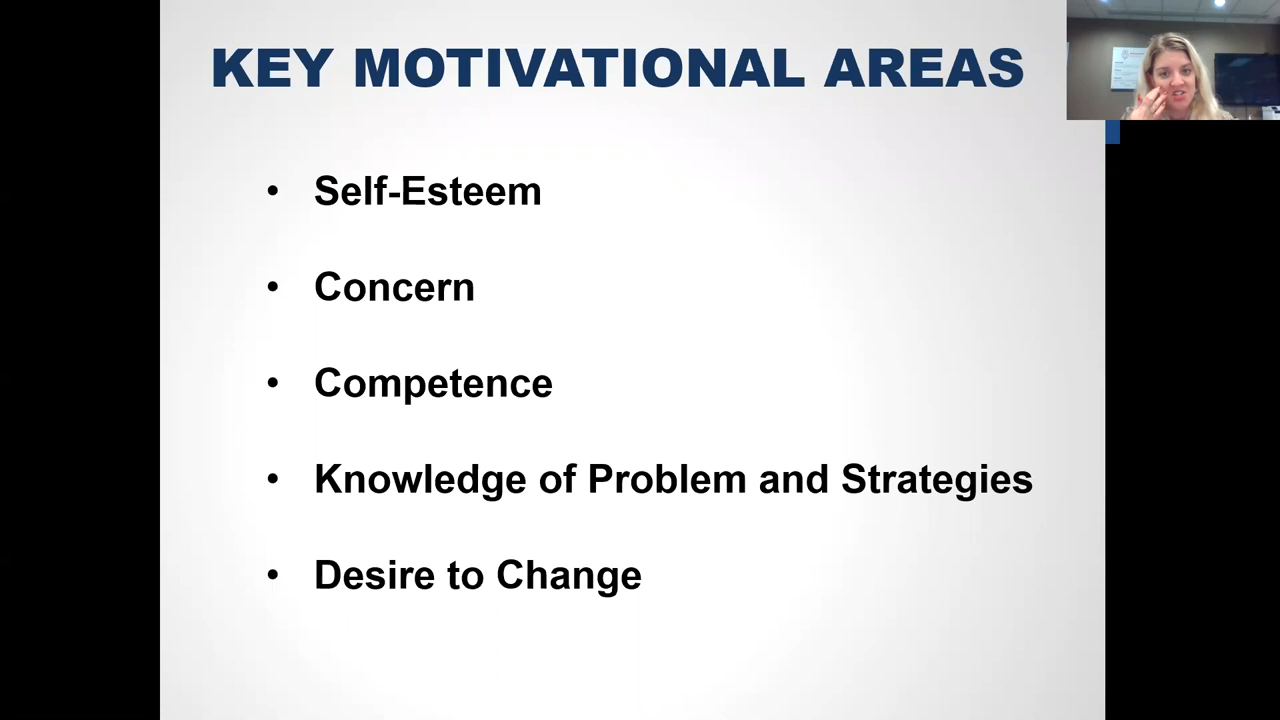 KEY MOTIVATIONAL AREAS
• Self-Esteem
• Concern
• Competence
• Knowledge of Problem and Strategies
• Desire to Change